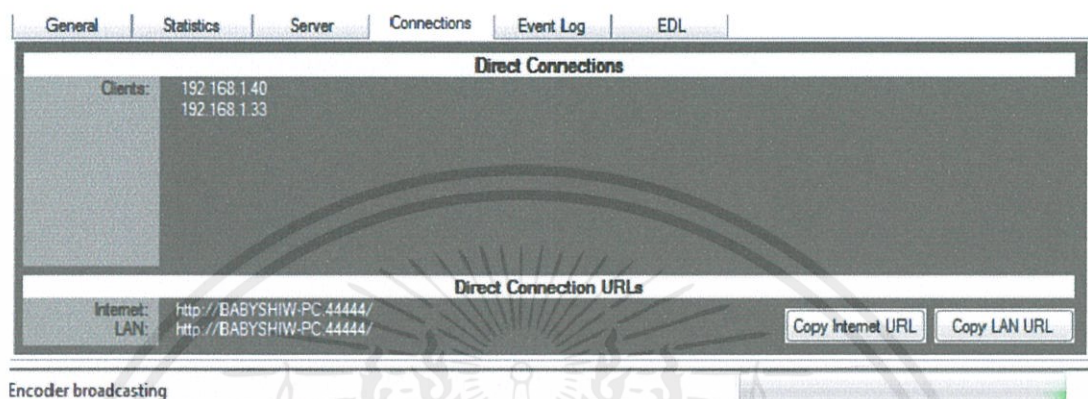 General Statistics Server Connections Event Log EDL
Direct Connections
Clients: 192.168.1.40
192.168.1.33
Direct Connection URLs
Internet: http://BABYSHIW-PC:44444/
LAN: http://BABYSHIW-PC:44444/
Copy Internet URL Copy LAN URL
Encoder broadcasting